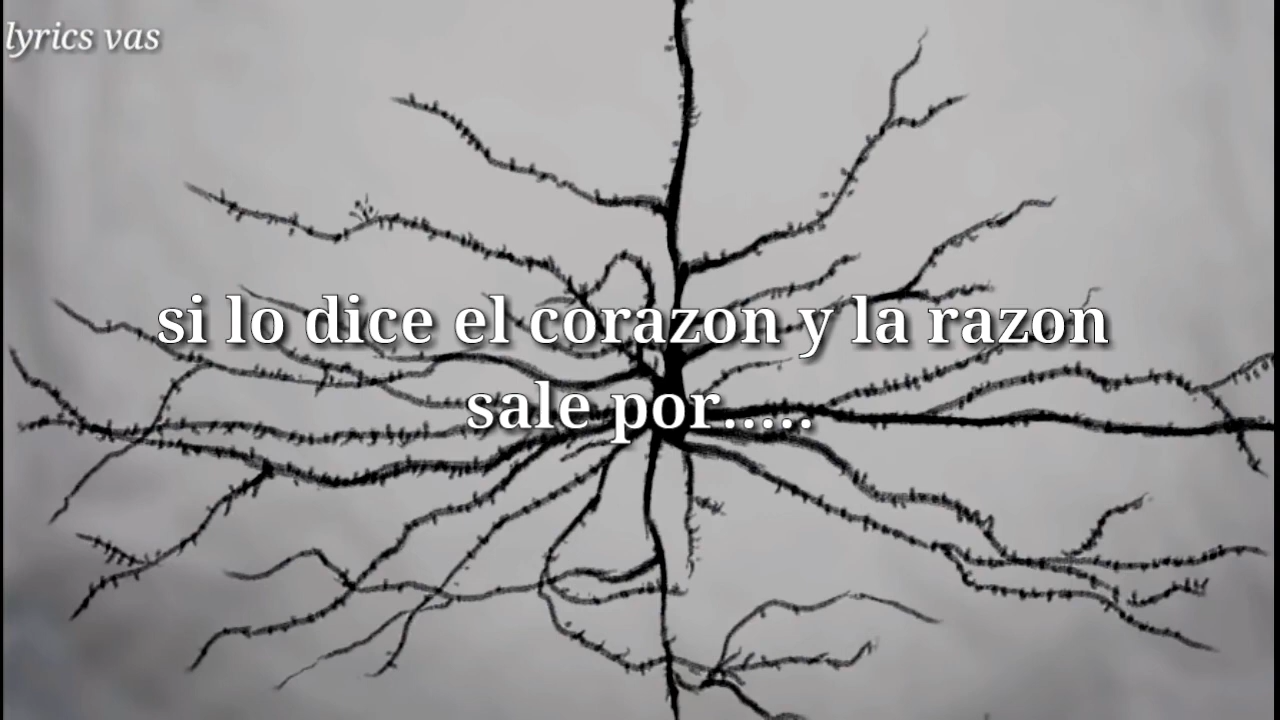 lyrics vas
si lo dice el corazon y la razon
sale por.....